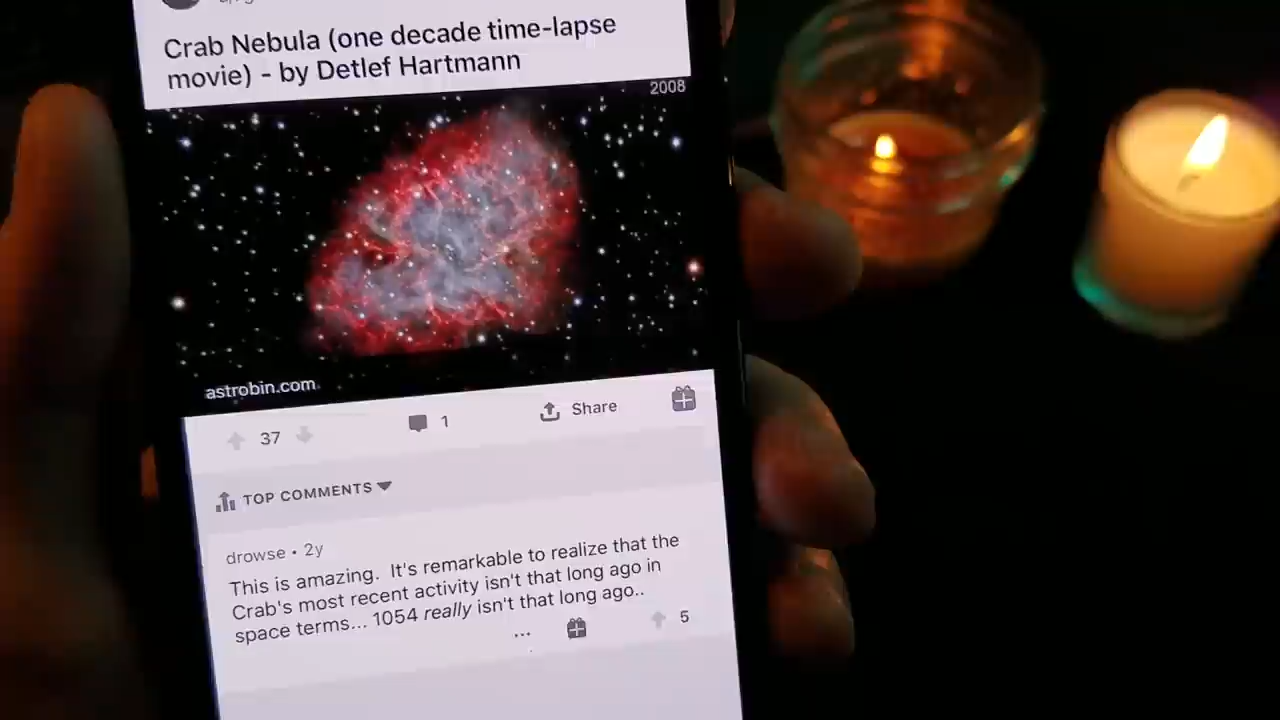 Crab Nebula (one decade time-lapse
movie) - by Detlef Hartmann
2008
astrobin.com
37
1
Share
TOP COMMENTS
drowse • 2y
This is amazing. It's remarkable to realize that the
Crab's most recent activity isn't that long ago in
space terms... 1054 really isn't that long ago..
... 5